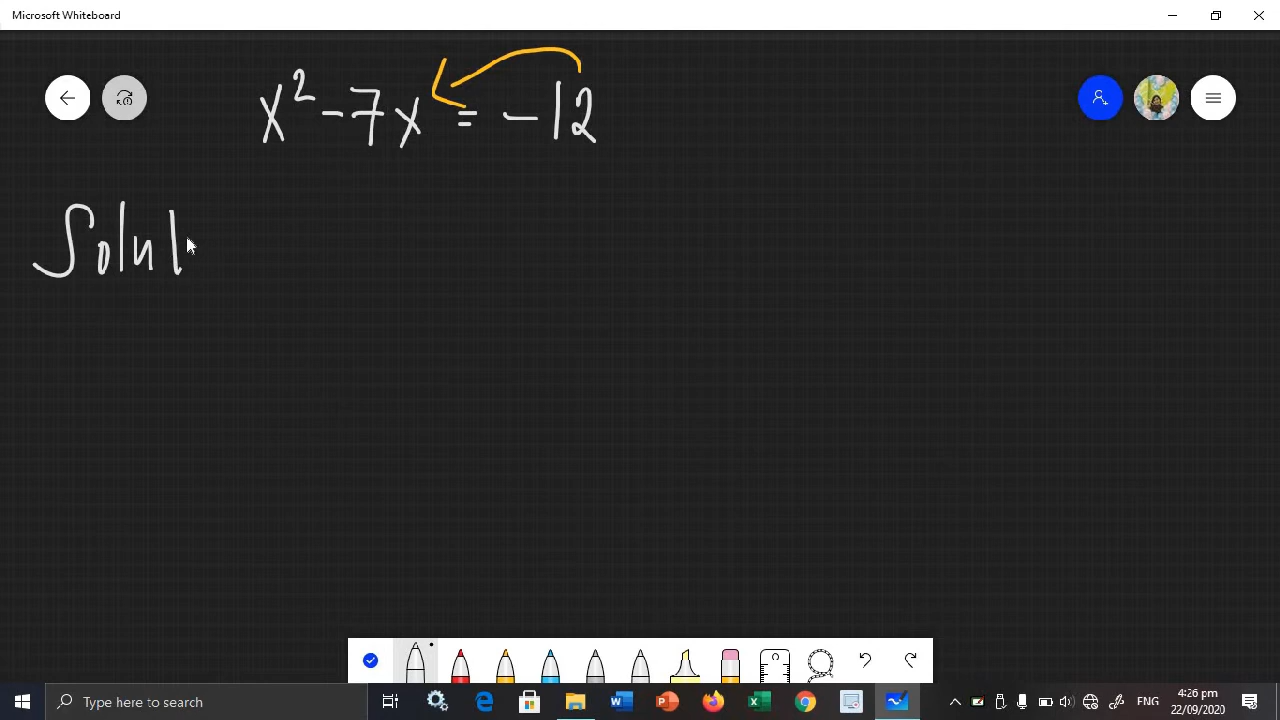 Microsoft Whiteboard
x² - 7x = -12
Solut
Type here to search
ENG
4:26 pm
22/09/2020